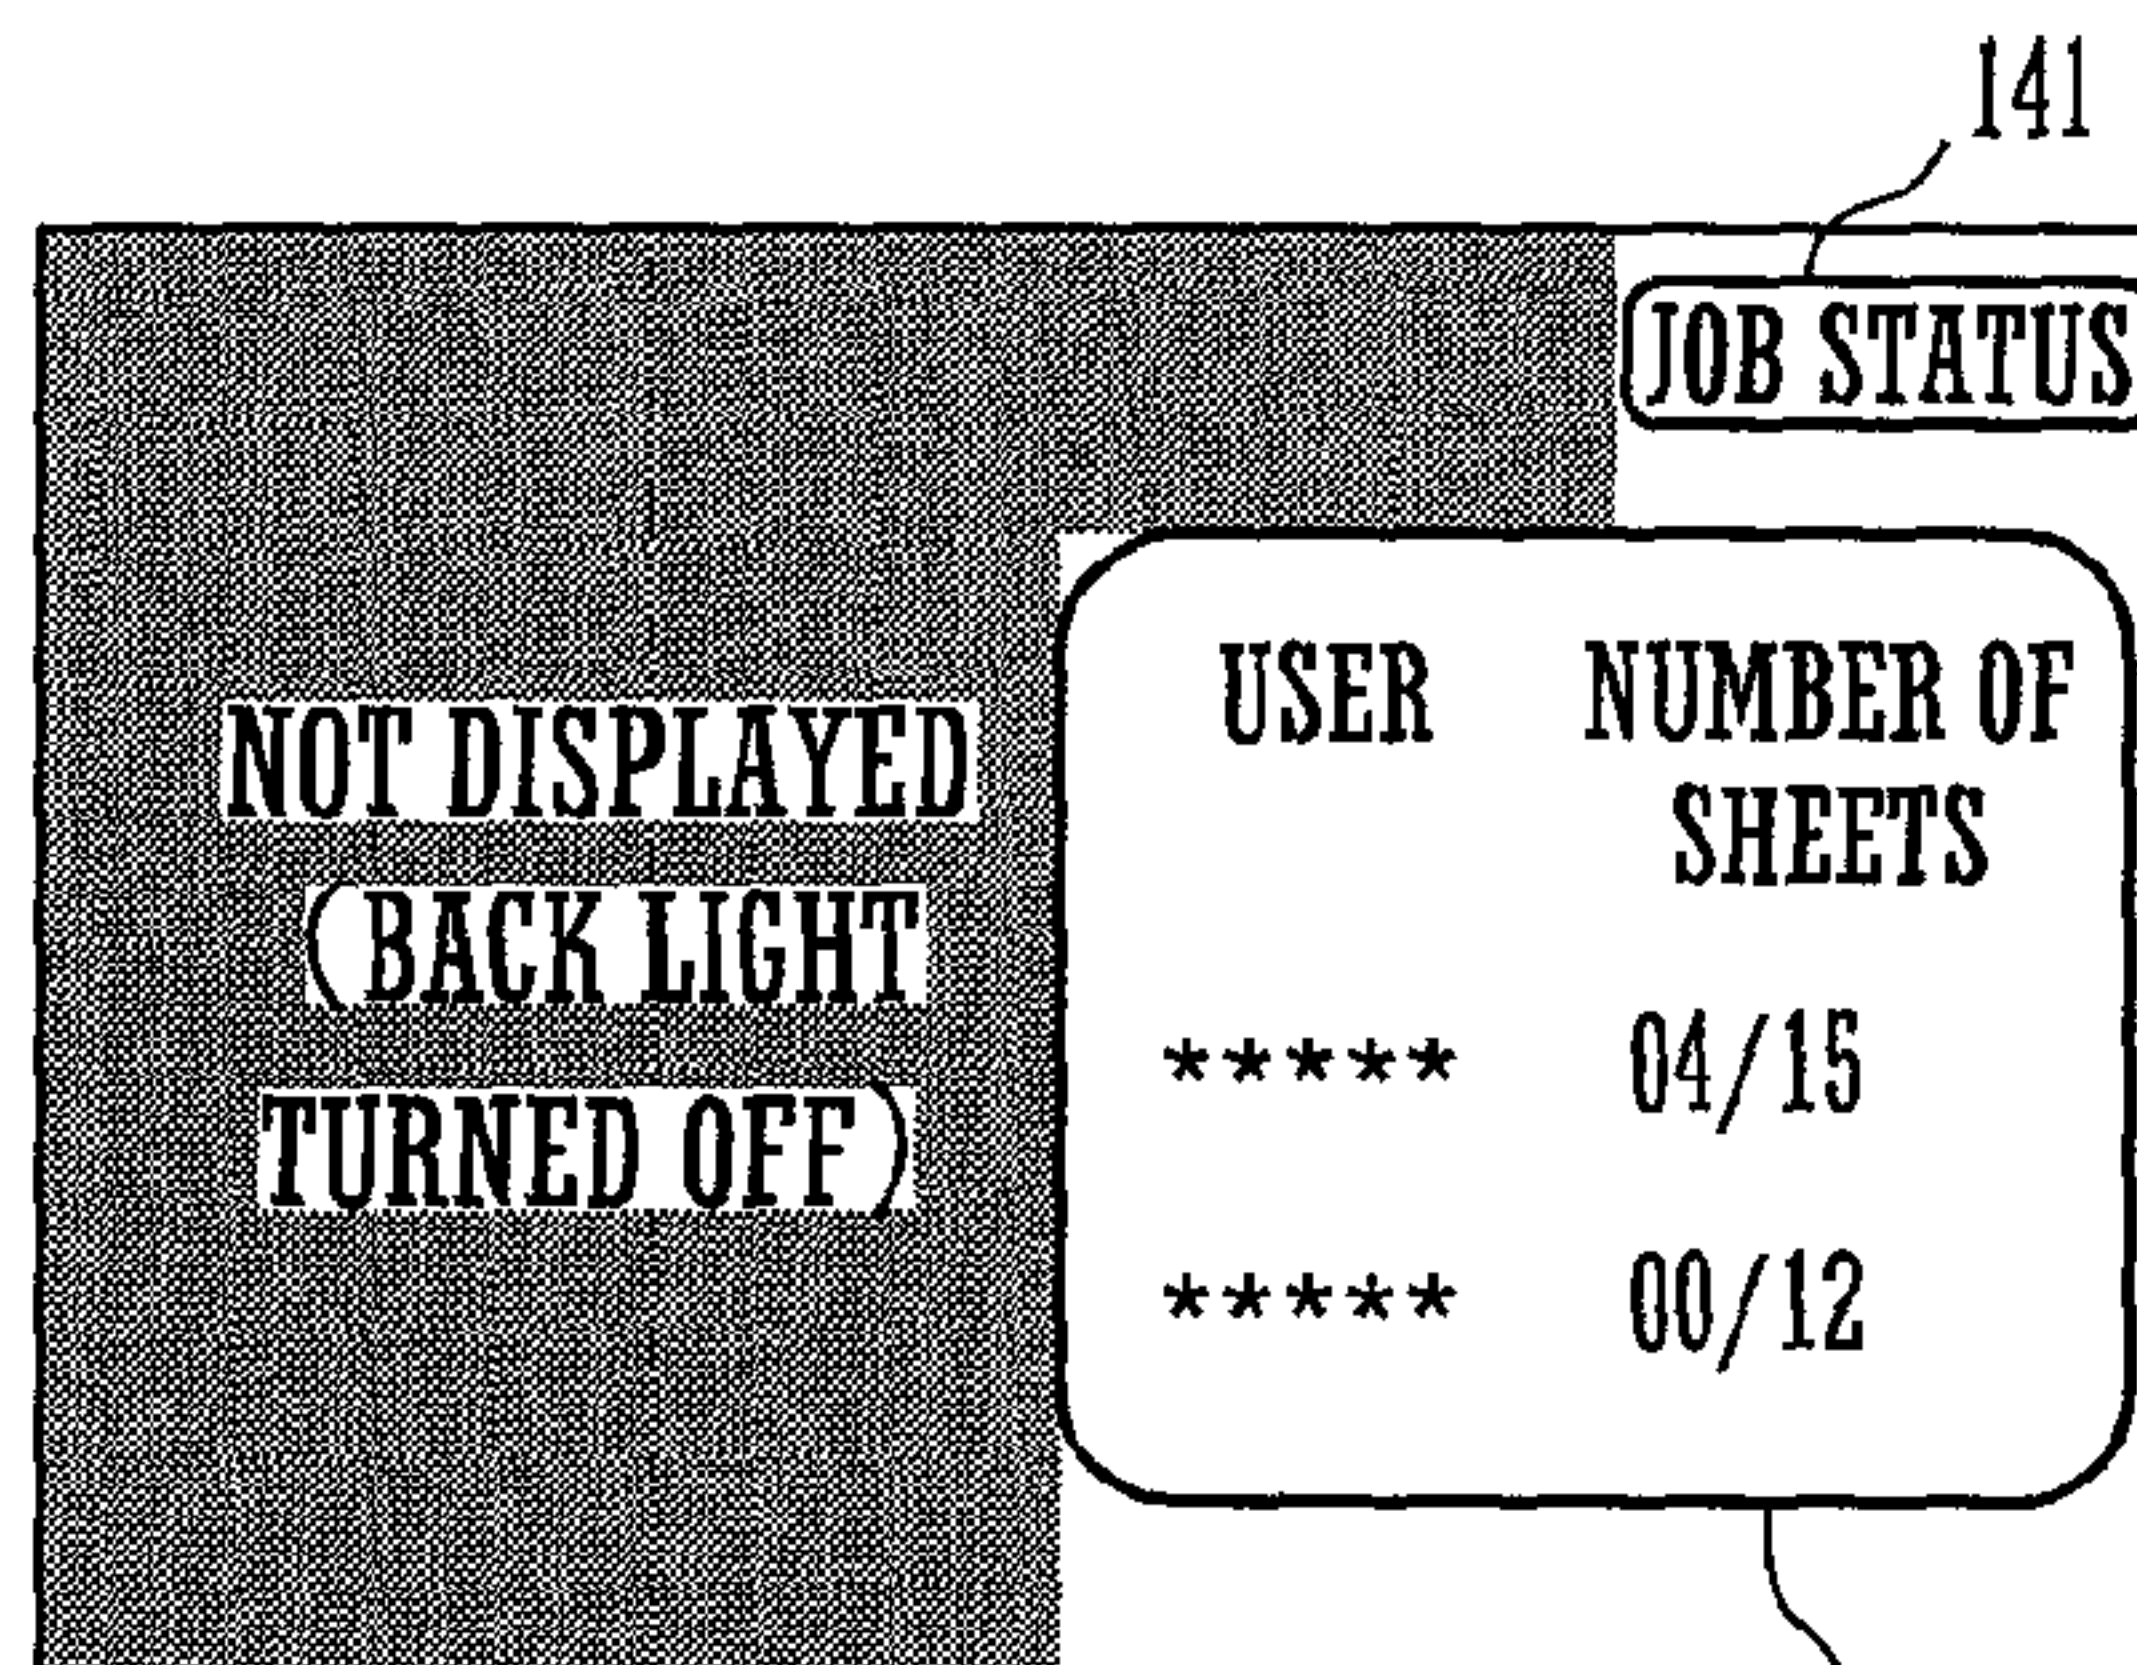 141
JOB STATUS
NOT DISPLAYED
(BACK LIGHT
TURNED OFF)
USER NUMBER OF
SHEETS
***** 04/15
***** 00/12